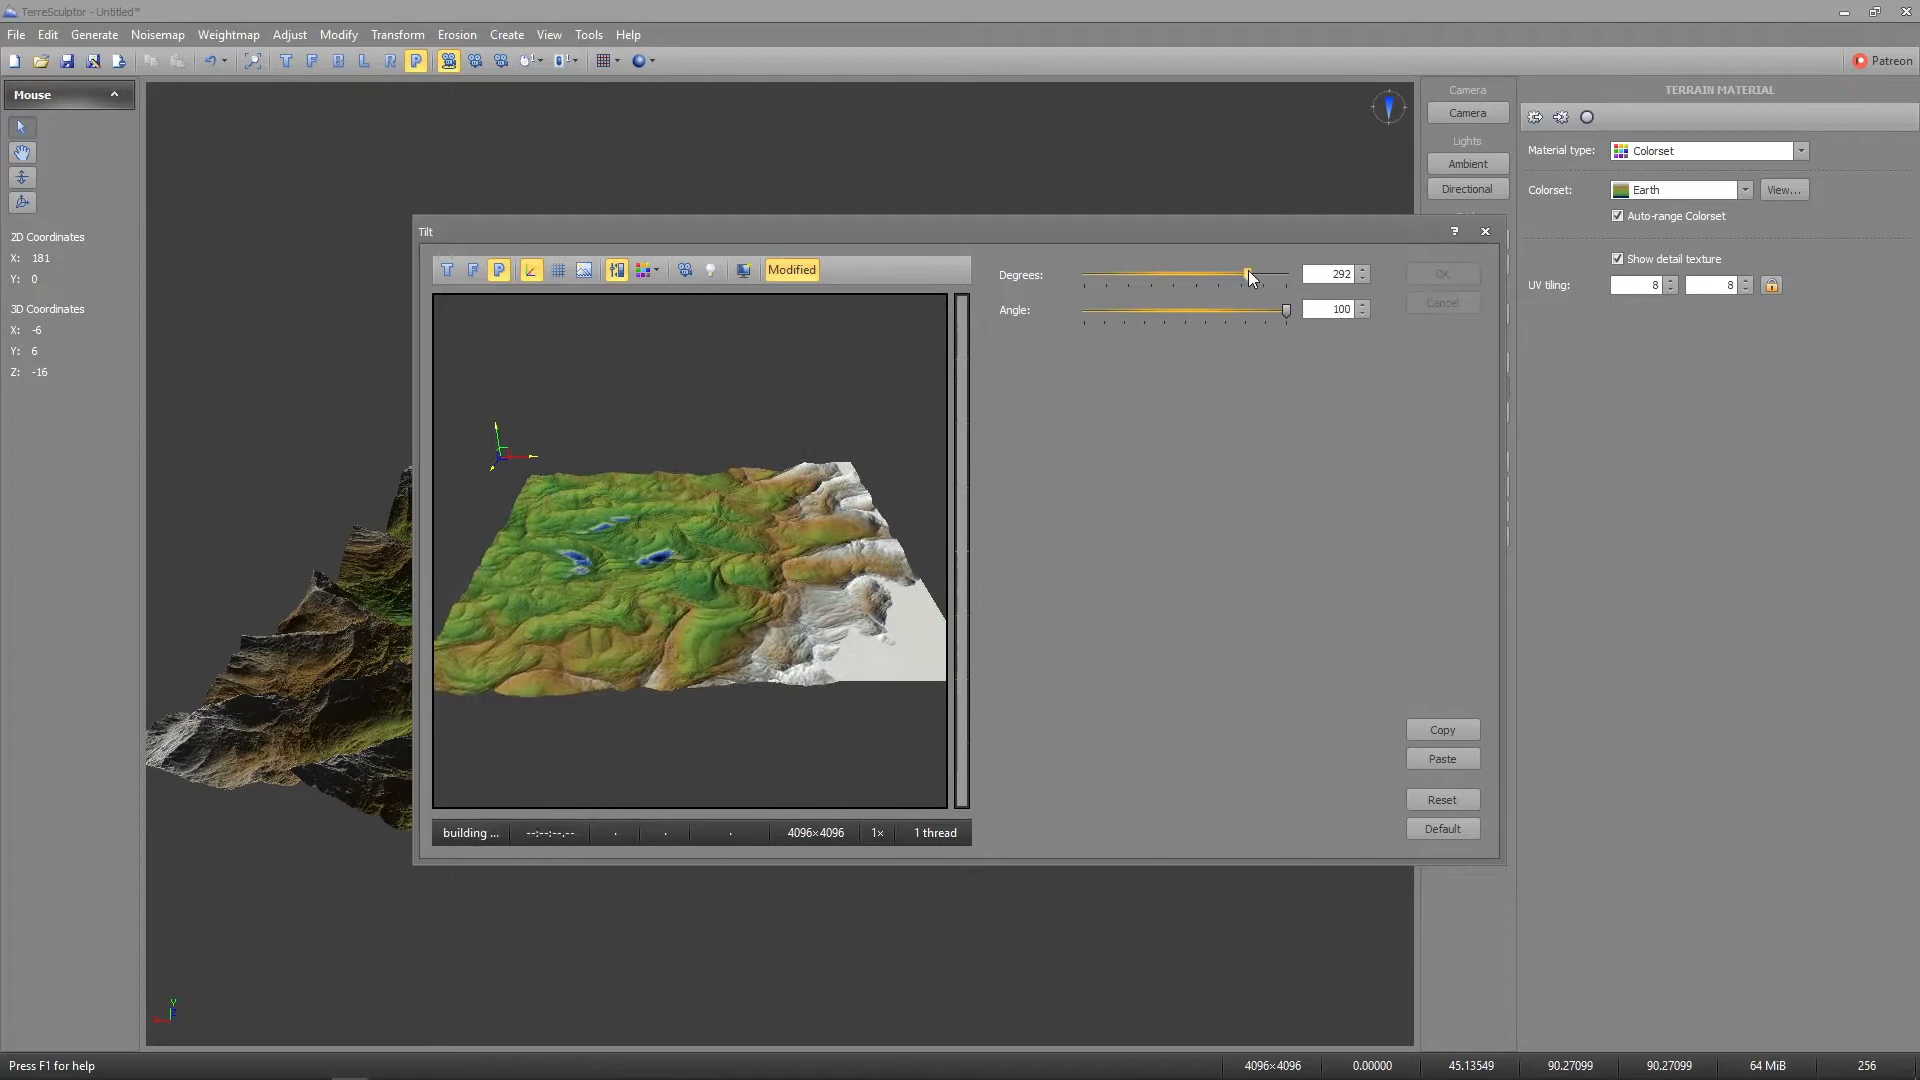 TerreSculptor - Untitled*
File Edit Generate Noisemap Weightmap Adjust Modify Transform Erosion Create View Tools Help
T F B L R P 1 1 Patreon
Mouse
2D Coordinates
X: 181
Y: 0
3D Coordinates
X: -6
Y: 6
Z: -16
Camera
Camera
Lights
Ambient
Directional
TERRAIN MATERIAL
Material type: Colorset
Colorset: Earth View...
Auto-range Colorset
Show detail texture
UV tiling: 8 8
Tilt ?
T F P Modified
Degrees: 292
Angle: 100
OK
Cancel
Copy
Paste
Reset
Default
building ... --:--:--.-- . . . 4096×4096 1× 1 thread
Y
Z
Press F1 for help 4096×4096 0.00000 45.13549 90.27099 90.27099 64 MiB 256